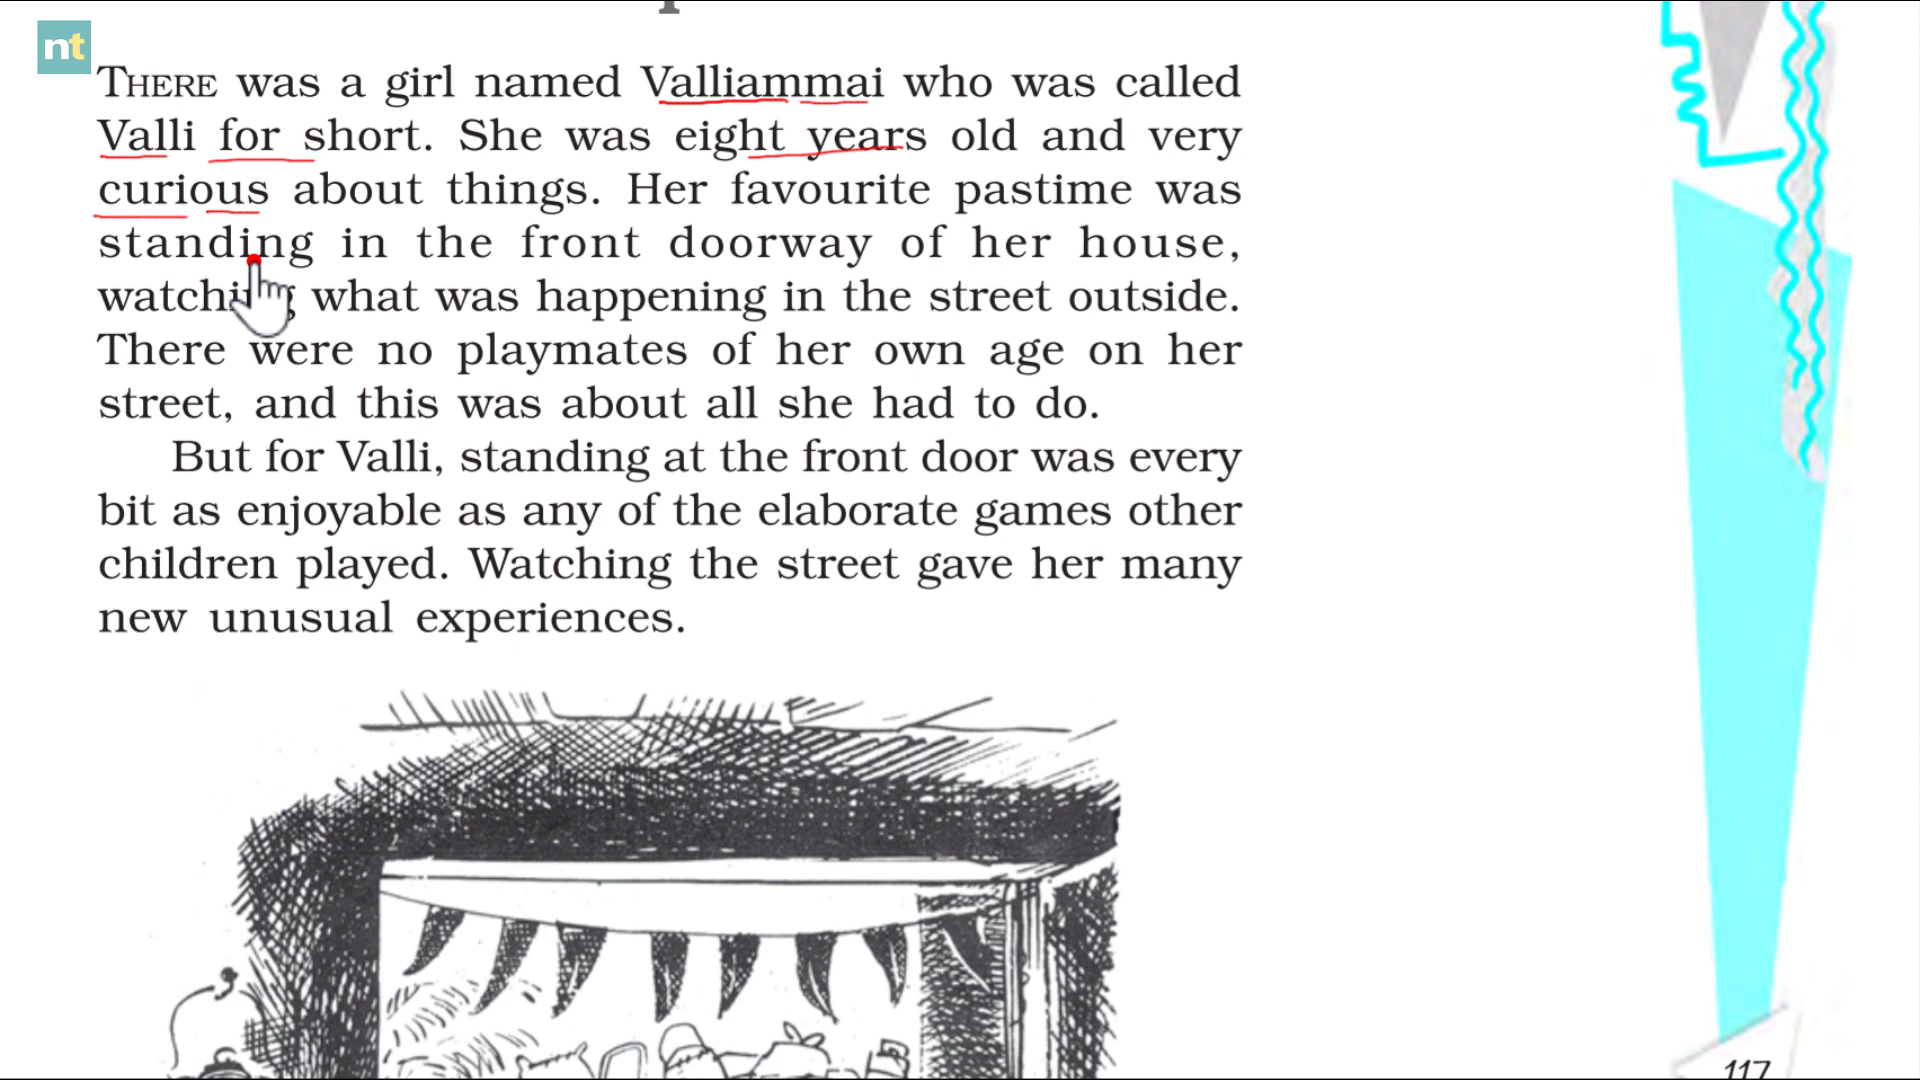 nt
THERE was a girl named Valliammai who was called
Valli for short. She was eight years old and very
curious about things. Her favourite pastime was
standing in the front doorway of her house,
watching what was happening in the street outside.
There were no playmates of her own age on her
street, and this was about all she had to do.
But for Valli, standing at the front door was every
bit as enjoyable as any of the elaborate games other
children played. Watching the street gave her many
new unusual experiences.
117